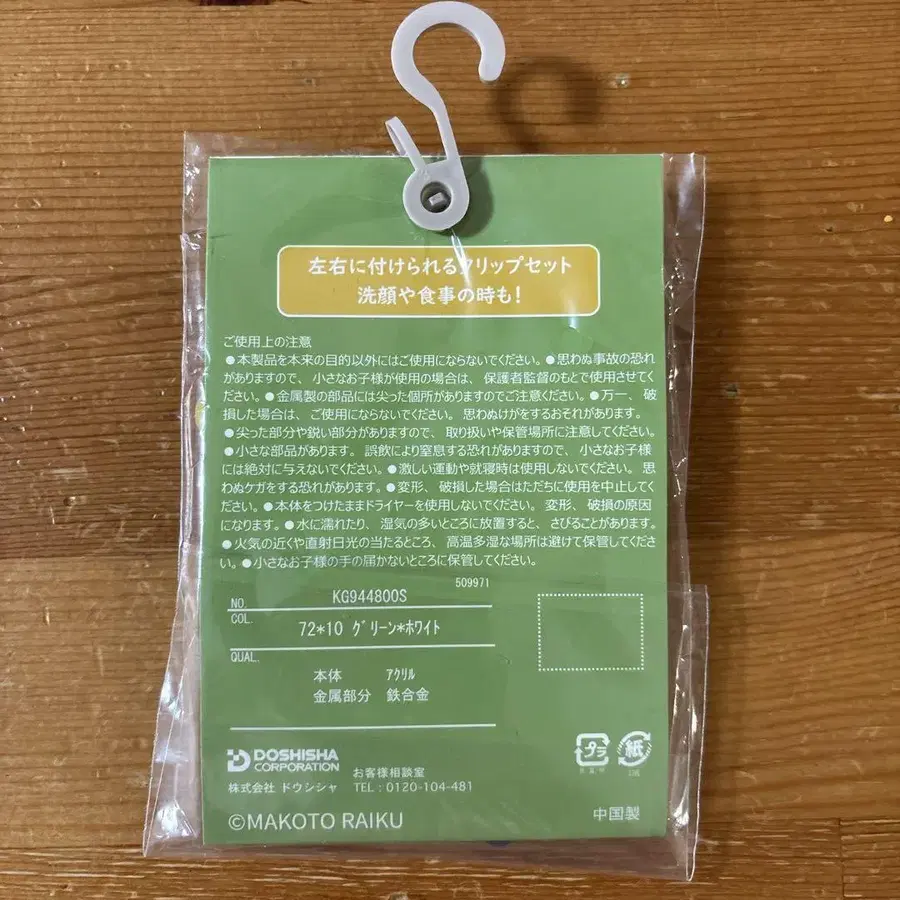 左右に付けられるクリップセット
洗顔や食事の時も!
ご使用上の注意
●本製品を本来の目的以外にはご使用にならないでください。●思わぬ事故の恐れ
がありますので、小さなお子様が使用の場合は、保護者監督のもとで使用させてく
ださい。●金属製の部品には尖った個所がありますのでご注意ください。●万一、破
損した場合は、ご使用にならないでください。思わぬけがをするおそれがあります。
●尖った部分や鋭い部分がありますので、取り扱いや保管場所に注意してください。
●小さな部品があります。誤飲により窒息する恐れがありますので、小さなお子様
には絶対に与えないでください。●激しい運動や就寝時は使用しないでください。思
わぬケガをする恐れがあります。●変形、破損した場合はただちに使用を中止してく
ださい。●本体をつけたままドライヤーを使用しないでください。変形、破損の原因
になります。●水に濡れたり、湿気の多いところに放置すると、さびることがあります。
●火気の近くや直射日光の当たるところ、高温多湿な場所は避けて保管してくださ
い。●小さなお子様の手の届かないところに保管してください。
509971
NO. KG944800S
COL. 72*10 グリーン*ホワイト
QUAL.
本体 アクリル
金属部分 鉄合金
DOSHISHA
CORPORATION
株式会社 ドウシシャ
お客様相談室
TEL : 0120-104-481
プラ
紙
©MAKOTO RAIKU
中国製